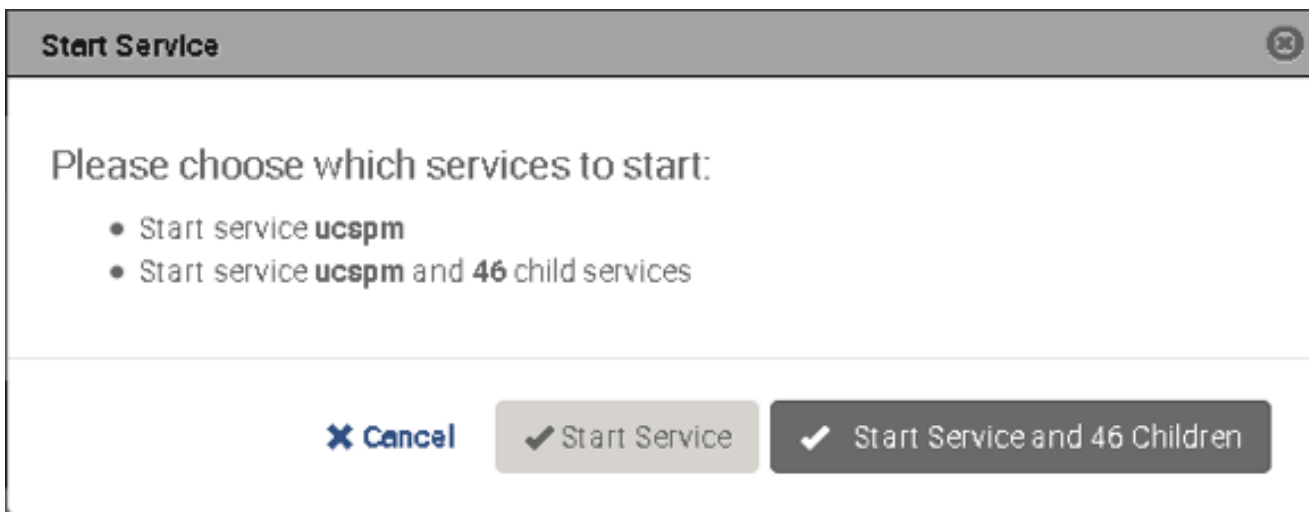 Start Service
Please choose which services to start:
• Start service ucspm
• Start service ucspm and 46 child services
Cancel
Start Service
Start Service and 46 Children